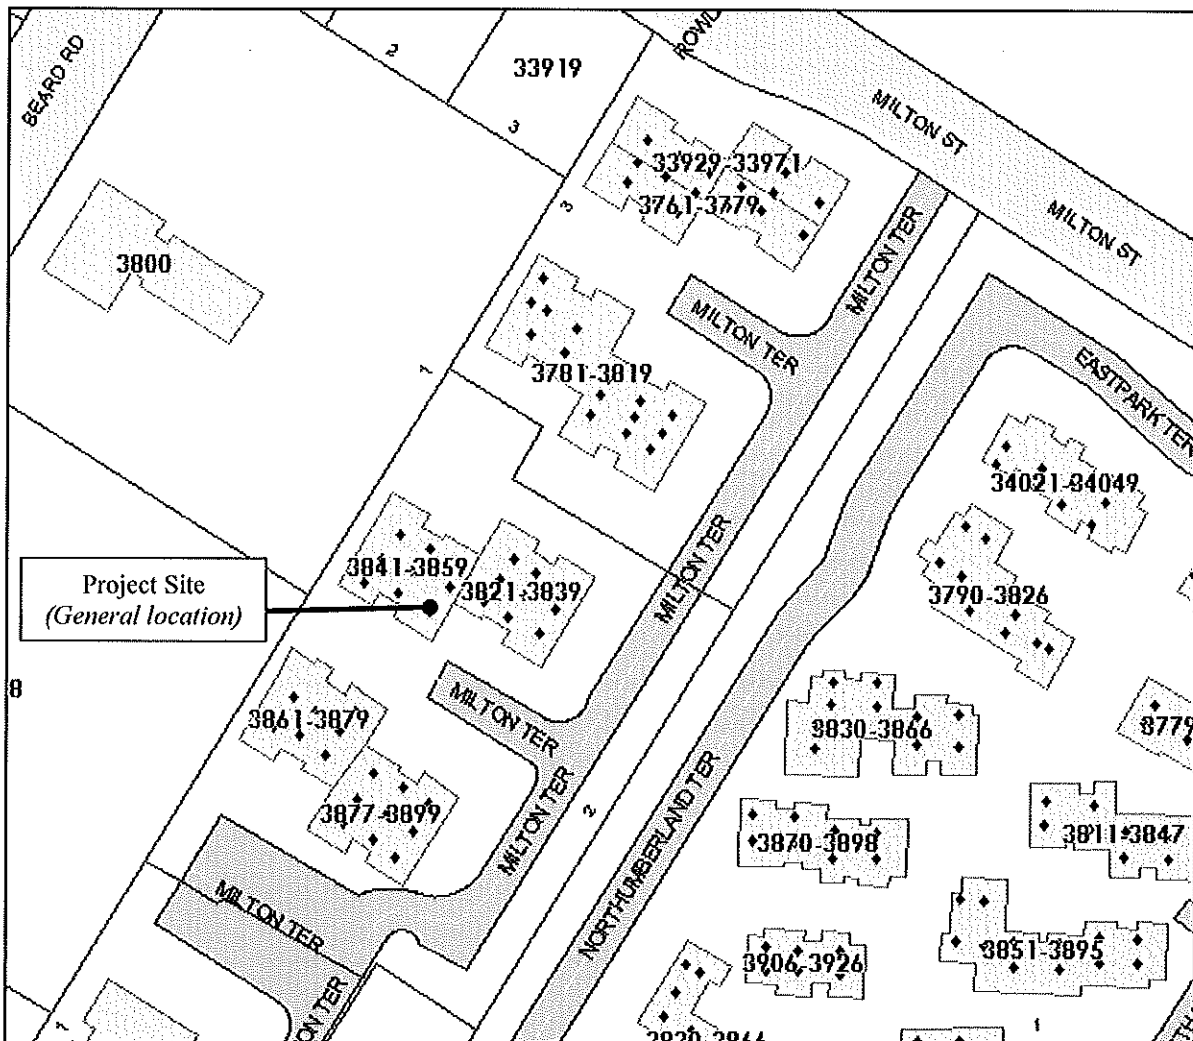 BEARD RD
2
33919
3
MILTON ST
33929-33971
3761-3779
3
MILTON ST
MILTON TER
3800
MILTON TER
EASTPARK TER
3781-3819
1
34021-34049
MILTON TER
3841-3859
3821-3839
3790-3826
Project Site
(General location)
8
MILTON TER
3861-3879
3830-3866
3779
NORTHUMBERLAND TER
MILTON TER
2
3877-3899
3870-3898
3811-3847
MILTON TER
3906-3926
3851-3895
1
1